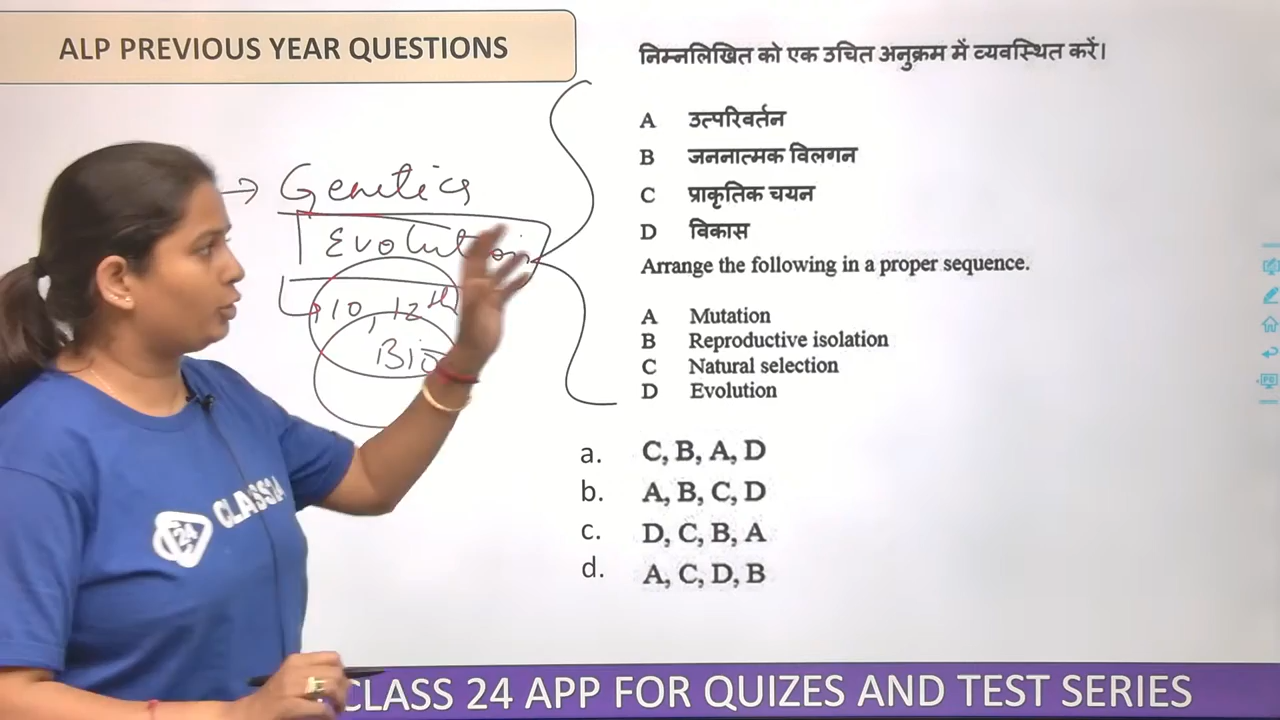 ALP PREVIOUS YEAR QUESTIONS
निम्नलिखित को एक उचित अनुक्रम में व्यवस्थित करें।
A उत्परिवर्तन
B जननात्मक विलगन
C प्राकृतिक चयन
D विकास
Arrange the following in a proper sequence.
A Mutation
B Reproductive isolation
C Natural selection
D Evolution
a. C, B, A, D
b. A, B, C, D
c. D, C, B, A
d. A, C, D, B
→ Genetics
Evolution
10, 12th
Bio
24 CLASS24
CLASS 24 APP FOR QUIZES AND TEST SERIES